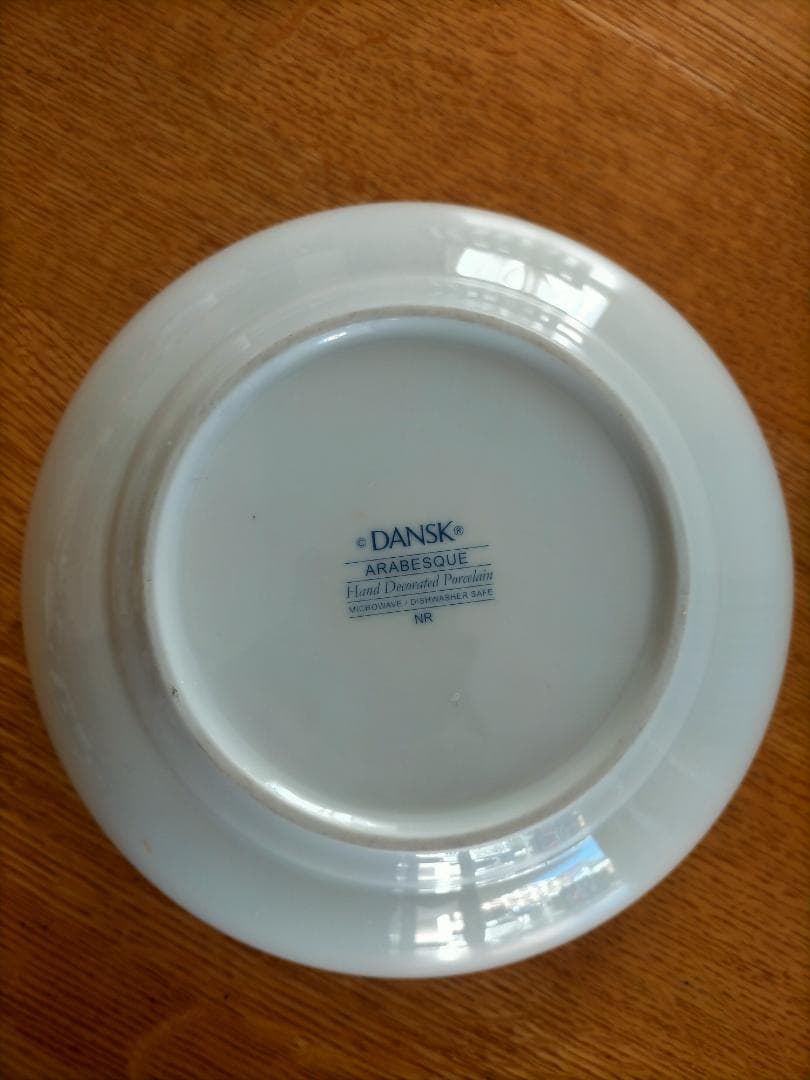 © DANSK®
ARABESQUE
Hand Decorated Porcelain
MICROWAVE / DISHWASHER SAFE
NR